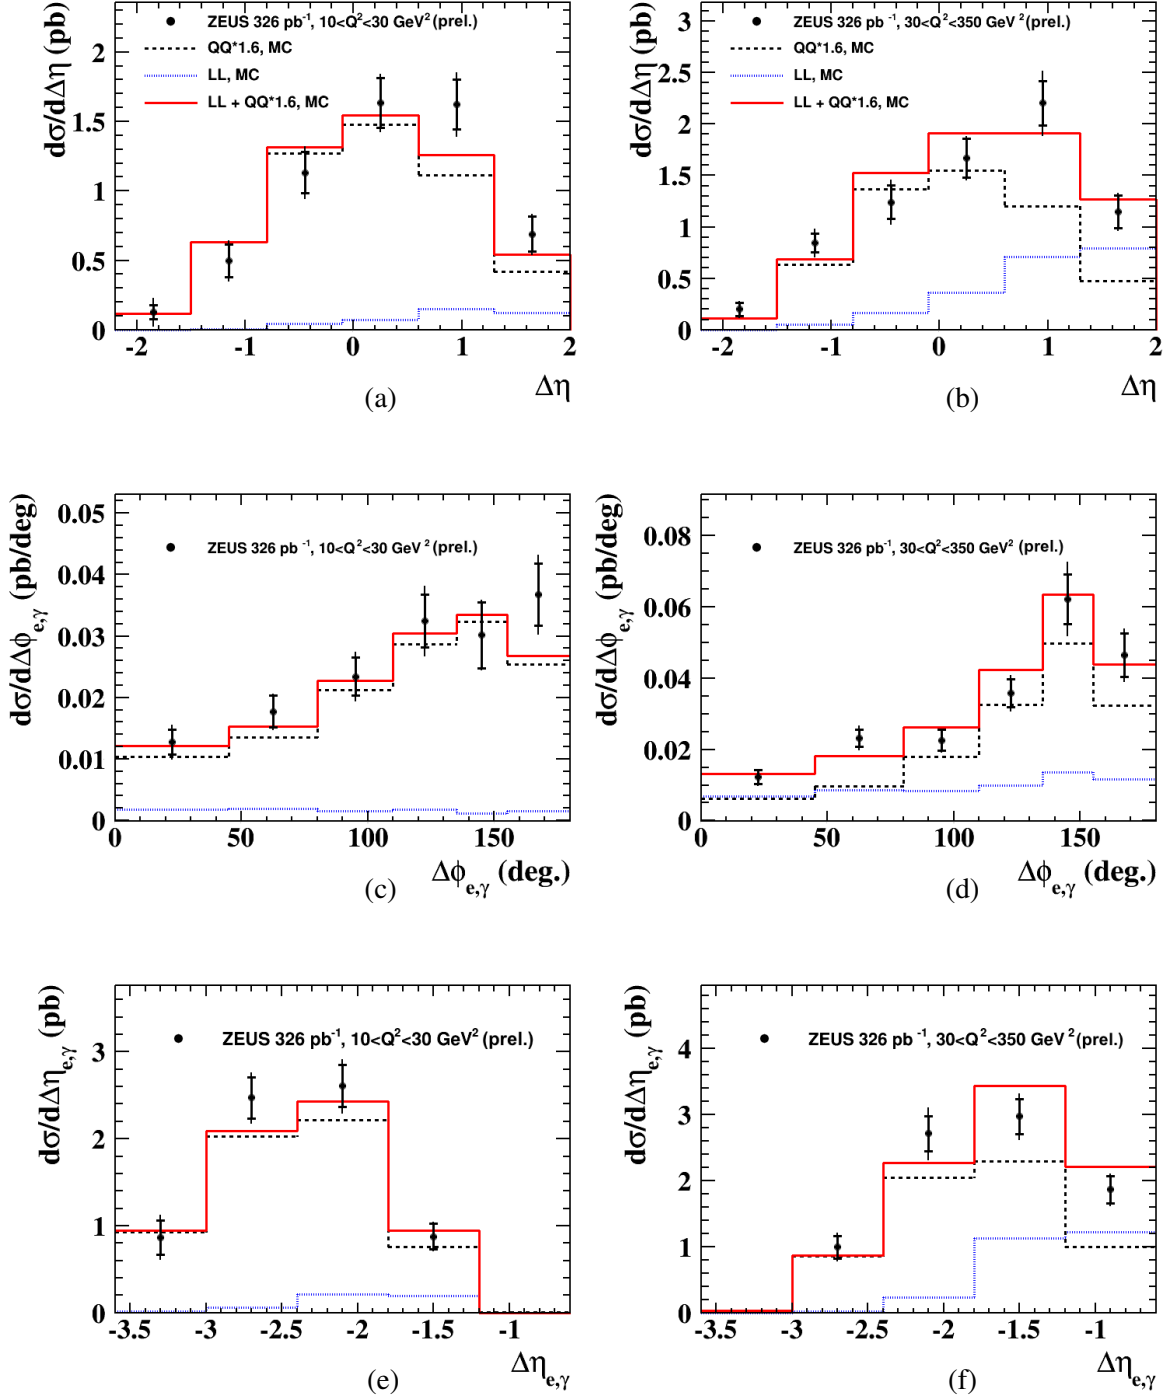 ZEUS 326 pb⁻¹, 10<Q²<30 GeV² (prel.)
QQ*1.6, MC
LL, MC
LL + QQ*1.6, MC
dσ/dΔη (pb)
2
1.5
1
0.5
0
-2 -1 0 1 2
Δη
(a)
ZEUS 326 pb⁻¹, 30<Q²<350 GeV² (prel.)
QQ*1.6, MC
LL, MC
LL + QQ*1.6, MC
dσ/dΔη (pb)
3
2.5
2
1.5
1
0.5
0
-2 -1 0 1 2
Δη
(b)
ZEUS 326 pb⁻¹, 10<Q²<30 GeV² (prel.)
dσ/dΔϕe,γ (pb/deg)
0.05
0.04
0.03
0.02
0.01
0
0 50 100 150
Δϕe,γ (deg.)
(c)
ZEUS 326 pb⁻¹, 30<Q²<350 GeV² (prel.)
dσ/dΔϕe,γ (pb/deg)
0.08
0.06
0.04
0.02
0
0 50 100 150
Δϕe,γ (deg.)
(d)
ZEUS 326 pb⁻¹, 10<Q²<30 GeV² (prel.)
dσ/dΔηe,γ (pb)
3
2
1
0
-3.5 -3 -2.5 -2 -1.5 -1
Δηe,γ
(e)
ZEUS 326 pb⁻¹, 30<Q²<350 GeV² (prel.)
dσ/dΔηe,γ (pb)
4
3
2
1
0
-3.5 -3 -2.5 -2 -1.5 -1
Δηe,γ
(f)